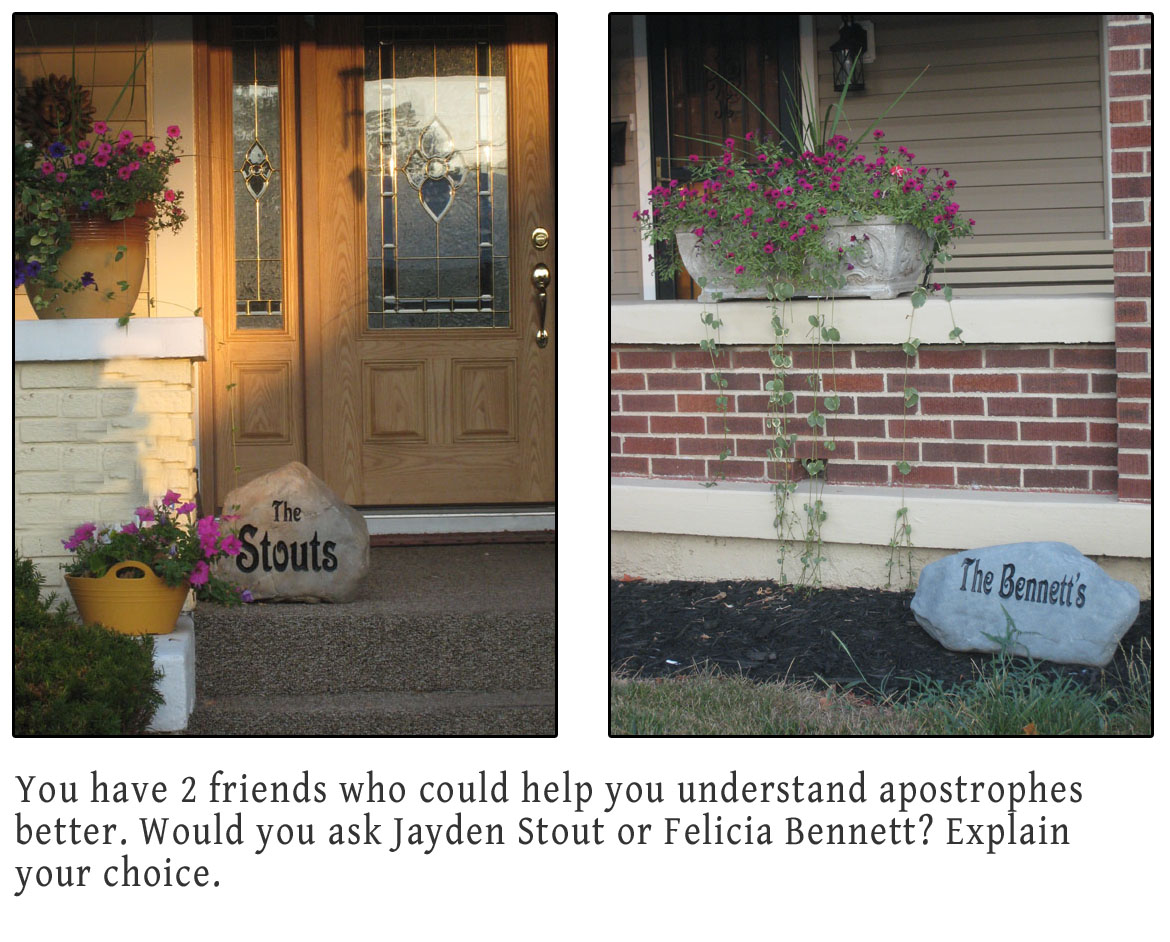 The
Stouts
The Bennett's
You have 2 friends who could help you understand apostrophes
better. Would you ask Jayden Stout or Felicia Bennett? Explain
your choice.